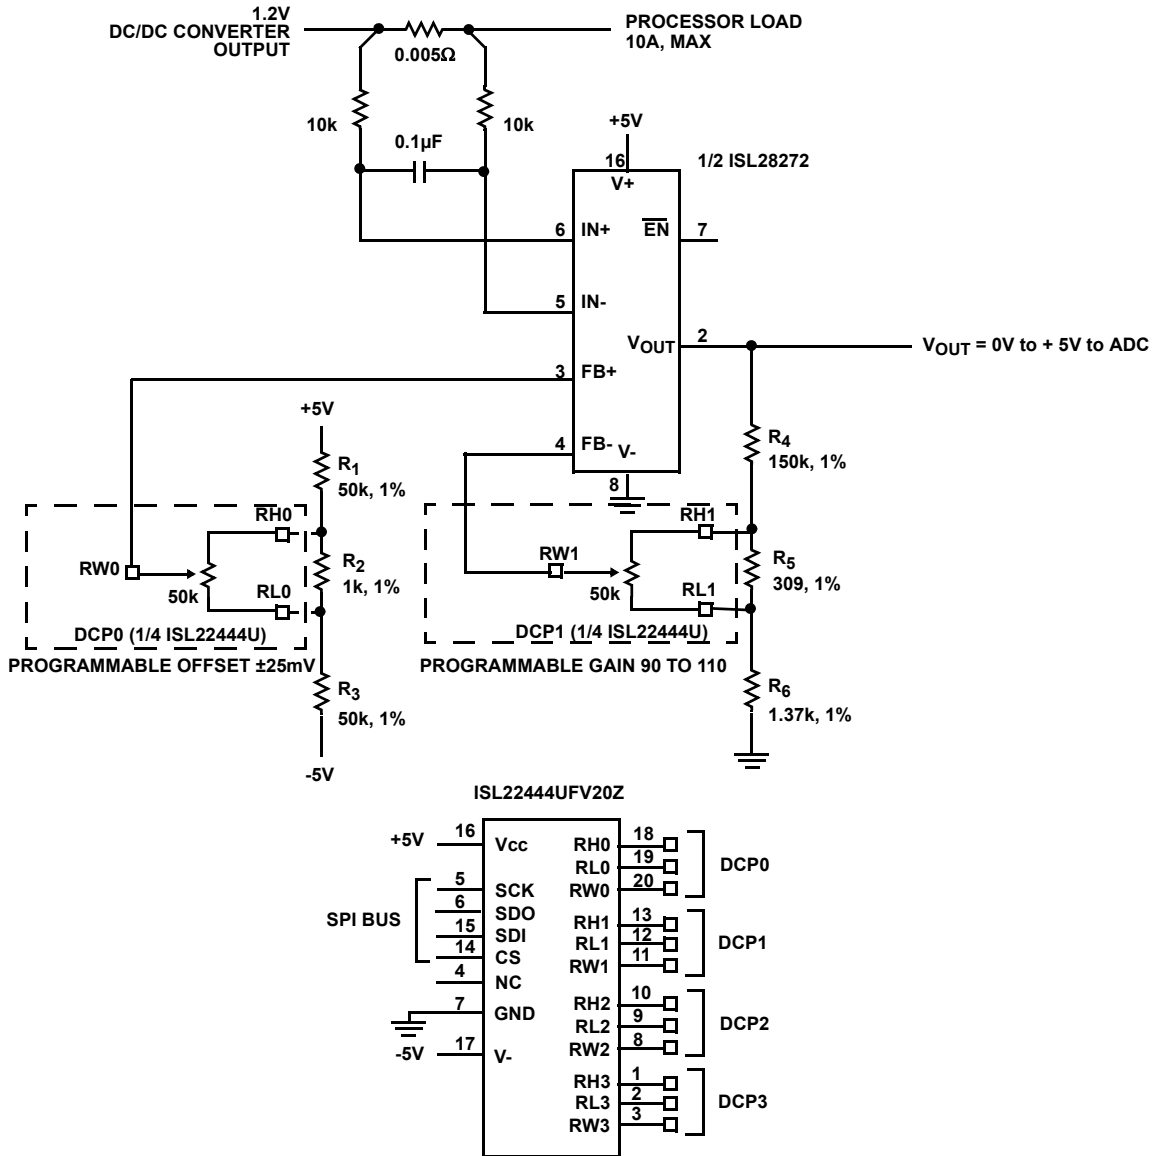 1.2V
DC/DC CONVERTER
OUTPUT
PROCESSOR LOAD
10A, MAX
0.005Ω
10k
10k
0.1µF
+5V
16
V+
1/2 ISL28272
6
IN+
EN
7
5
IN-
VOUT
2
VOUT = 0V to + 5V to ADC
3
FB+
4
FB-
V-
8
+5V
R1
50k, 1%
RH0
RW0
50k
R2
1k, 1%
RL0
DCP0 (1/4 ISL22444U)
PROGRAMMABLE OFFSET ±25mV
R3
50k, 1%
-5V
R4
150k, 1%
RH1
RW1
50k
R5
309, 1%
RL1
DCP1 (1/4 ISL22444U)
PROGRAMMABLE GAIN 90 TO 110
R6
1.37k, 1%
ISL22444UFV20Z
+5V
16
Vcc
SPI BUS
5
SCK
6
SDO
15
SDI
14
CS
4
NC
7
GND
-5V
17
V-
RH0
18
RL0
19
RW0
20
DCP0
RH1
13
RL1
12
RW1
11
DCP1
RH2
10
RL2
9
RW2
8
DCP2
RH3
1
RL3
2
RW3
3
DCP3